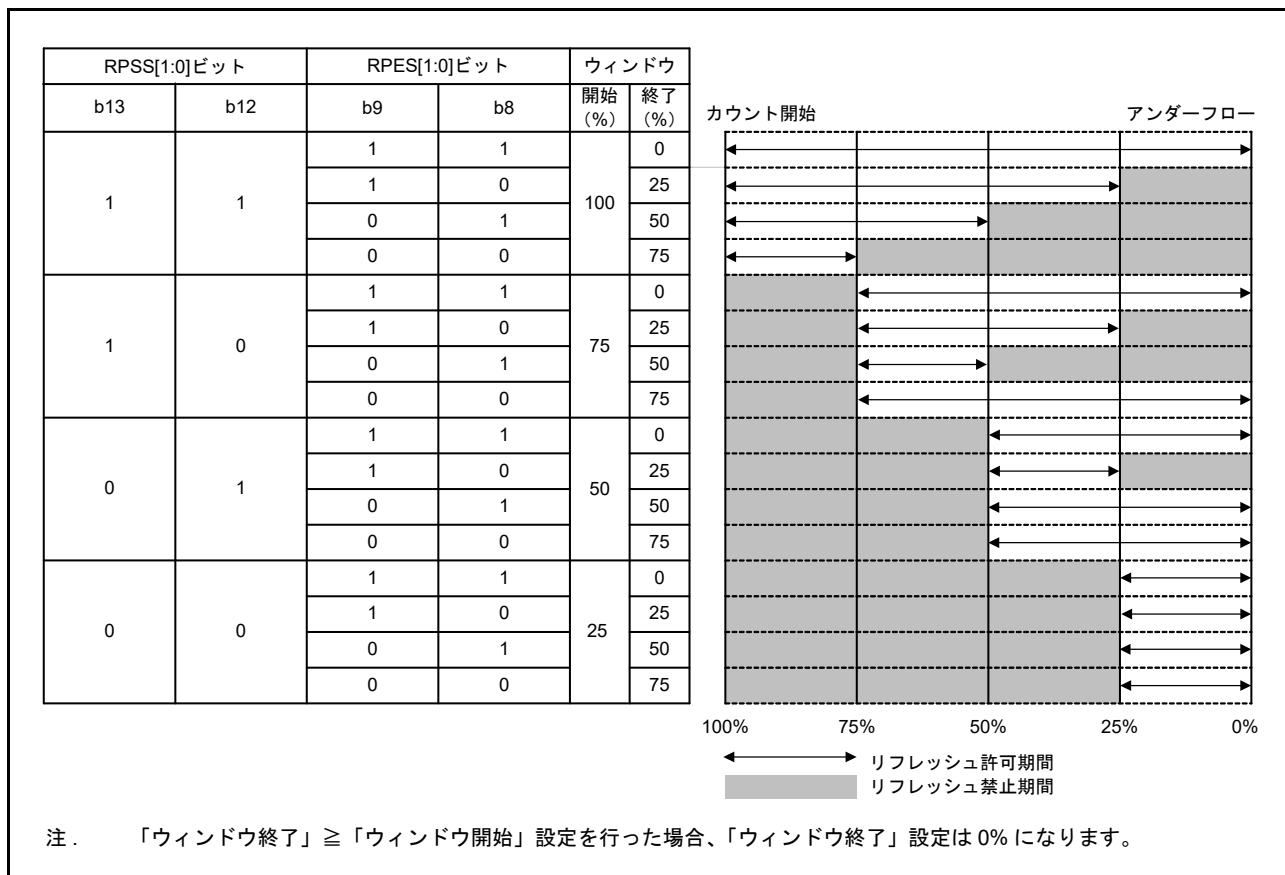 RPSS[1:0]ビット RPES[1:0]ビット ウィンドウ
b13 b12 b9 b8 開始（%） 終了（%）
カウント開始 アンダーフロー
1 1 100 1 1 0
1 0 25
0 1 50
0 0 75
1 0 75 1 1 0
1 0 25
0 1 50
0 0 75
0 1 50 1 1 0
1 0 25
0 1 50
0 0 75
0 0 25 1 1 0
1 0 25
0 1 50
0 0 75
100% 75% 50% 25% 0%
リフレッシュ許可期間
リフレッシュ禁止期間
注． 「ウィンドウ終了」≧「ウィンドウ開始」設定を行った場合、「ウィンドウ終了」設定は0% になります。